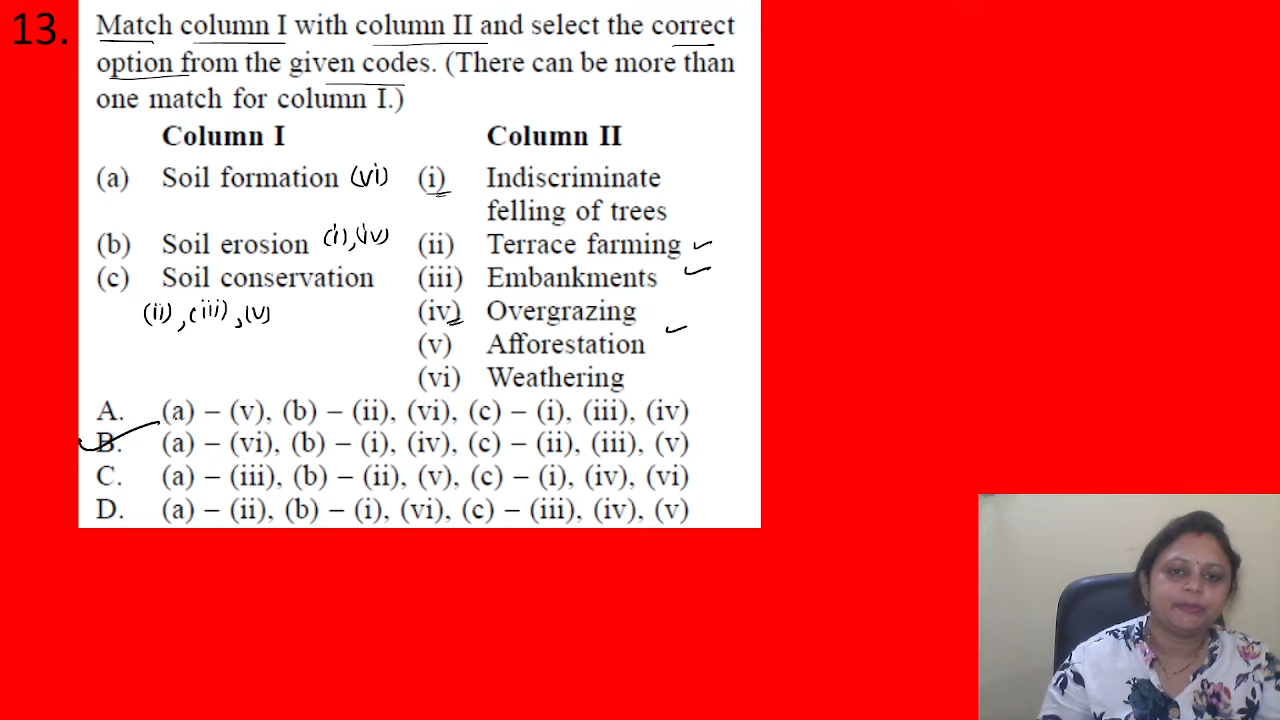 13. Match column I with column II and select the correct
option from the given codes. (There can be more than
one match for column I.)
Column I Column II
(a) Soil formation (vi) (i) Indiscriminate
felling of trees
(b) Soil erosion (i),(iv) (ii) Terrace farming
(c) Soil conservation (iii) Embankments
(ii),(iii),(v) (iv) Overgrazing
(v) Afforestation
(vi) Weathering
A. (a) – (v), (b) – (ii), (vi), (c) – (i), (iii), (iv)
B. (a) – (vi), (b) – (i), (iv), (c) – (ii), (iii), (v)
C. (a) – (iii), (b) – (ii), (v), (c) – (i), (iv), (vi)
D. (a) – (ii), (b) – (i), (vi), (c) – (iii), (iv), (v)